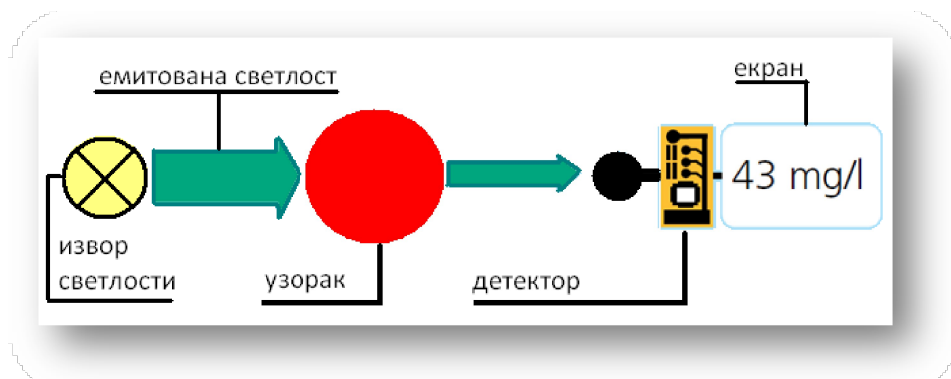 емитована светлост
екран
43 mg/l
извор
светлости
узорак
детектор